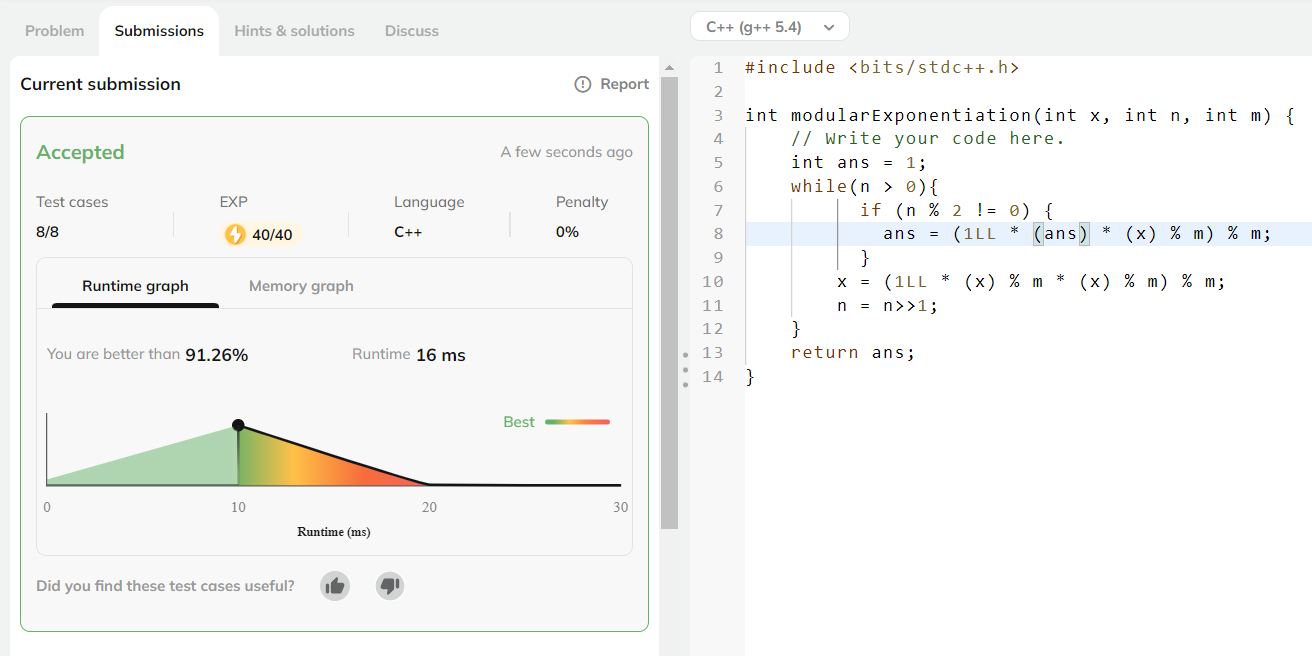 Problem
Submissions
Hints & solutions
Discuss
Current submission
Report
Accepted
A few seconds ago
Test cases
EXP
Language
Penalty
8/8
40/40
C++
0%
Runtime graph
Memory graph
You are better than 91.26%
Runtime 16 ms
Best
0
10
20
30
Runtime (ms)
Did you find these test cases useful?
C++ (g++ 5.4)
1 #include <bits/stdc++.h>
2
3 int modularExponentiation(int x, int n, int m) {
4 // Write your code here.
5 int ans = 1;
6 while(n > 0){
7 if (n % 2 != 0) {
8 ans = (1LL * (ans) * (x) % m) % m;
9 }
10 x = (1LL * (x) % m * (x) % m) % m;
11 n = n>>1;
12 }
13 return ans;
14 }